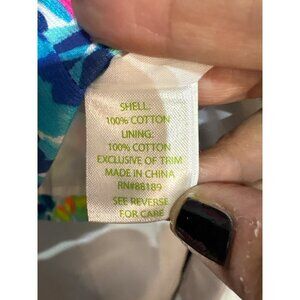 SHELL:
100% COTTON
LINING:
100% COTTON
EXCLUSIVE OF TRIM
MADE IN CHINA
RN#88189
SEE REVERSE
FOR CARE